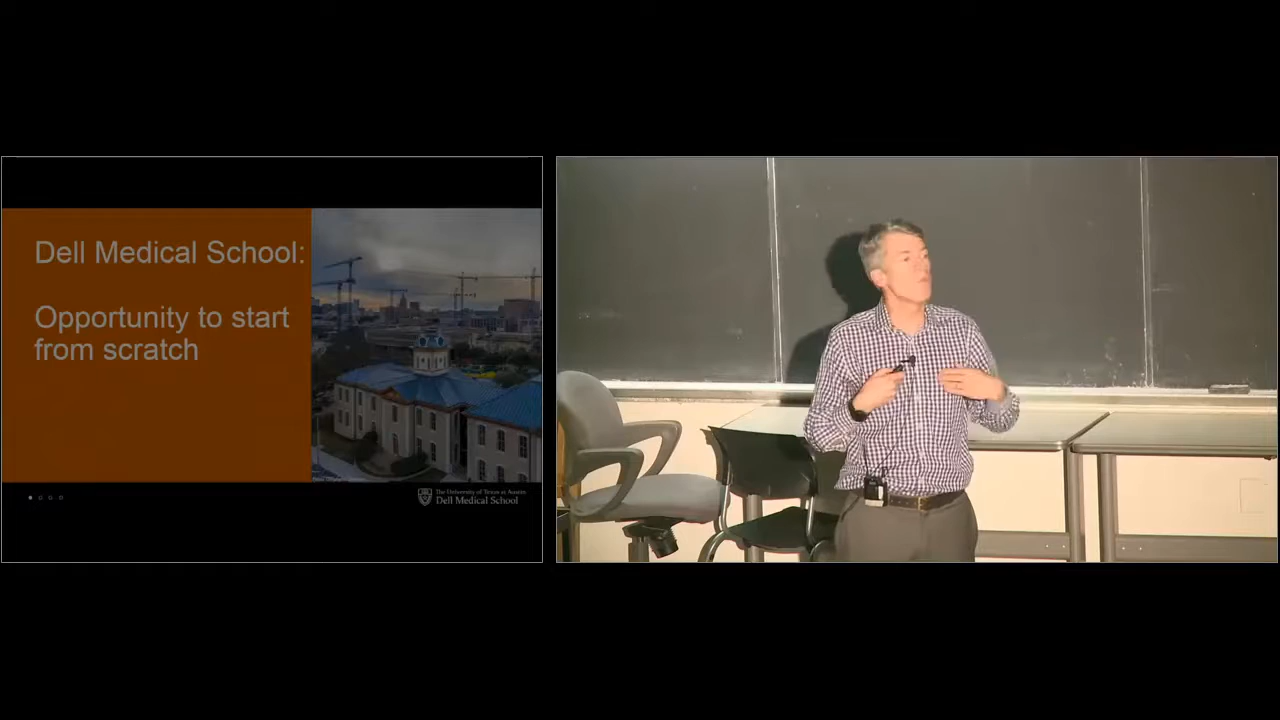 Dell Medical School:
Opportunity to start
from scratch
The University of Texas at Austin
Dell Medical School